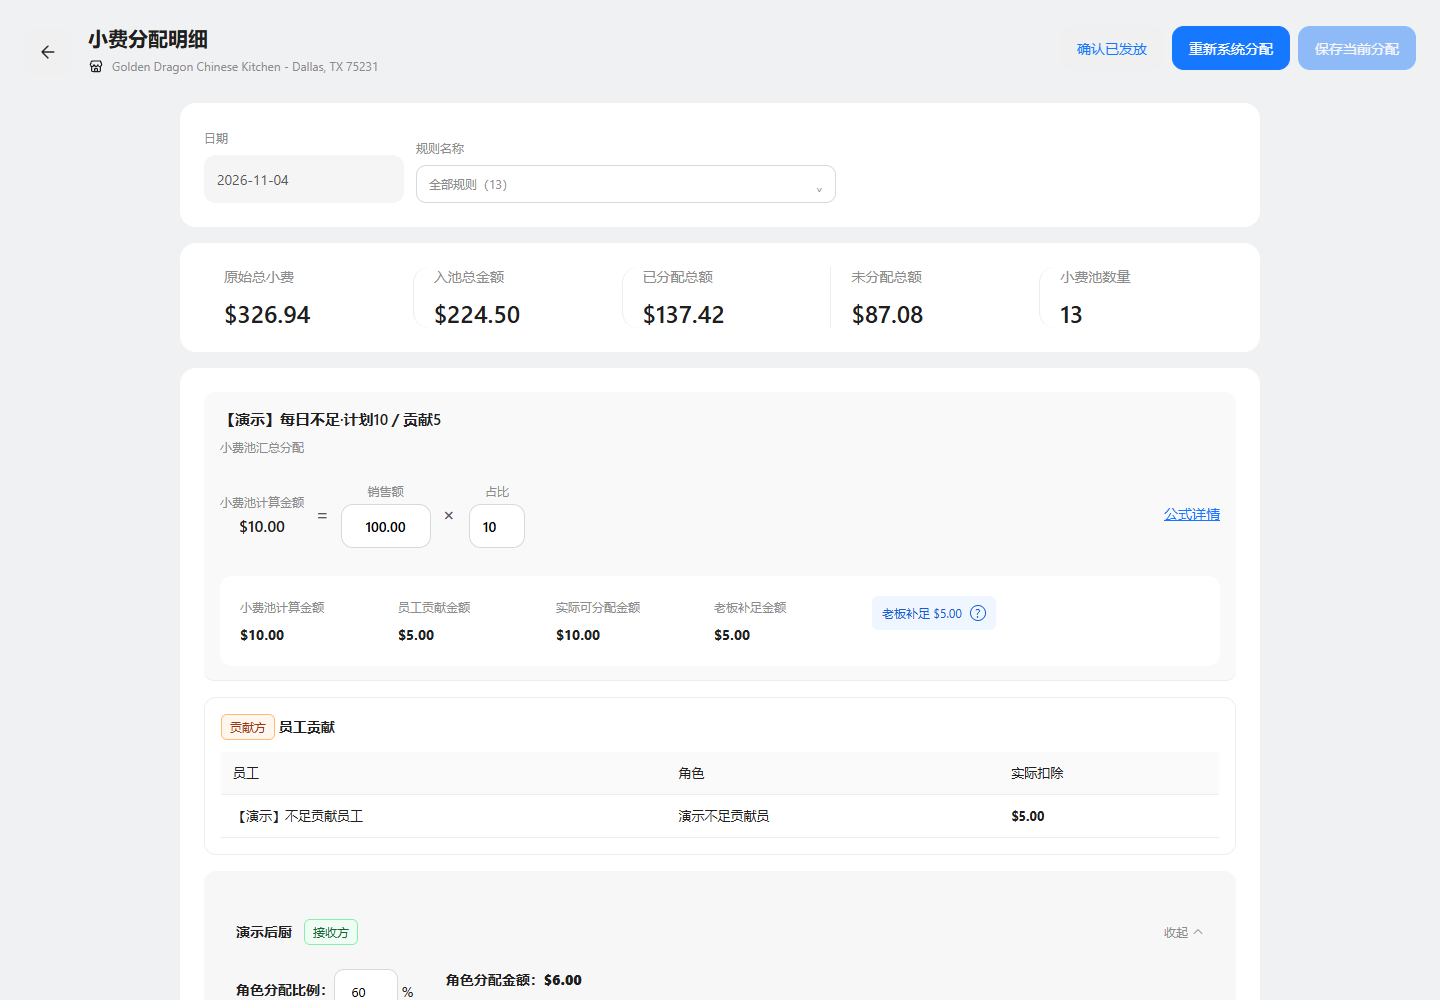 小费分配明细
Golden Dragon Chinese Kitchen - Dallas, TX 75231
确认已发放
重新系统分配
保存当前分配
日期
2026-11-04
规则名称
全部规则（13）
原始总小费
入池总金额
已分配总额
未分配总额
小费池数量
$326.94
$224.50
$137.42
$87.08
13
【演示】每日不足·计划10 / 贡献5
小费池汇总分配
小费池计算金额
$10.00
=
销售额
100.00
×
占比
10
公式详情
小费池计算金额
员工贡献金额
实际可分配金额
老板补足金额
$10.00
$5.00
$10.00
$5.00
老板补足 $5.00 ?
贡献方 员工贡献
员工 角色 实际扣除
【演示】不足贡献员工 演示不足贡献员 $5.00
演示后厨 接收方
收起
角色分配比例： 60 %
角色分配金额：$6.00